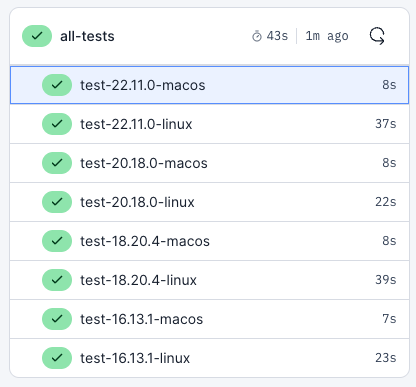 all-tests 43s 1m ago
test-22.11.0-macos 8s
test-22.11.0-linux 37s
test-20.18.0-macos 8s
test-20.18.0-linux 22s
test-18.20.4-macos 8s
test-18.20.4-linux 39s
test-16.13.1-macos 7s
test-16.13.1-linux 23s